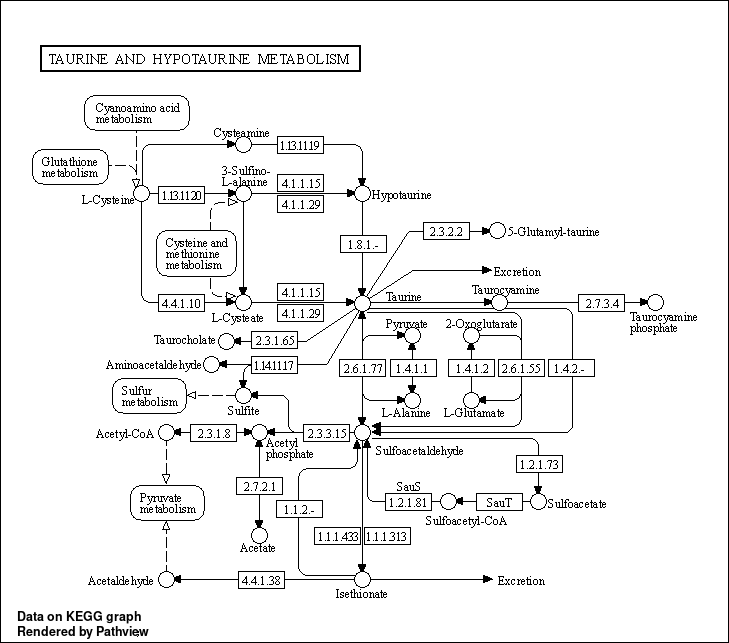 TAURINE AND HYPOTAURINE METABOLISM
Cyanoamino acid
metabolism
Glutathione
metabolism
Cysteamine
1.13.11.19
L-Cysteine
1.13.11.20
3-Sulfino-
L-alanine
4.1.1.15
4.1.1.29
Hypotaurine
Cysteine and
methionine
metabolism
1.8.1.-
2.3.2.2
5-Glutamyl-taurine
Excretion
4.4.1.10
L-Cysteate
4.1.1.15
4.1.1.29
Taurine
Taurocyamine
2.7.3.4
Taurocyamine
phosphate
Taurocholate
2.3.1.65
Pyruvate
2-Oxoglutarate
Aminoacetaldehyde
1.14.11.17
2.6.1.77
1.4.1.1
1.4.1.2
2.6.1.55
1.4.2.-
Sulfur
metabolism
Sulfite
L-Alanine
L-Glutamate
Acetyl-CoA
2.3.1.8
Acetyl
phosphate
2.3.3.15
Sulfoacetaldehyde
1.2.1.73
2.7.2.1
Pyruvate
metabolism
1.1.2.-
SauS
1.2.1.81
Sulfoacetyl-CoA
SauT
Sulfoacetate
Acetate
1.1.1.433
1.1.1.313
Acetaldehyde
4.4.1.38
Isethionate
Excretion
Data on KEGG graph
Rendered by Pathview